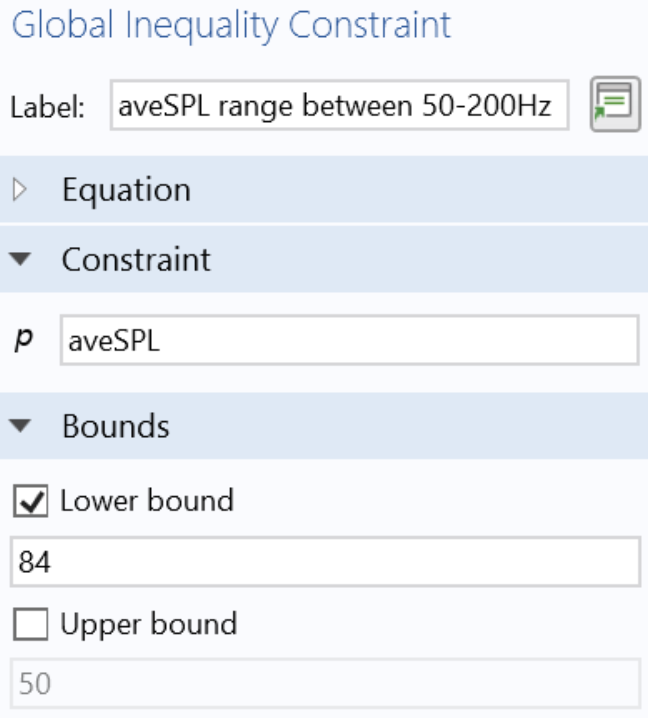 Global Inequality Constraint
Label: aveSPL range between 50-200Hz
Equation
Constraint
p aveSPL
Bounds
Lower bound
84
Upper bound
50